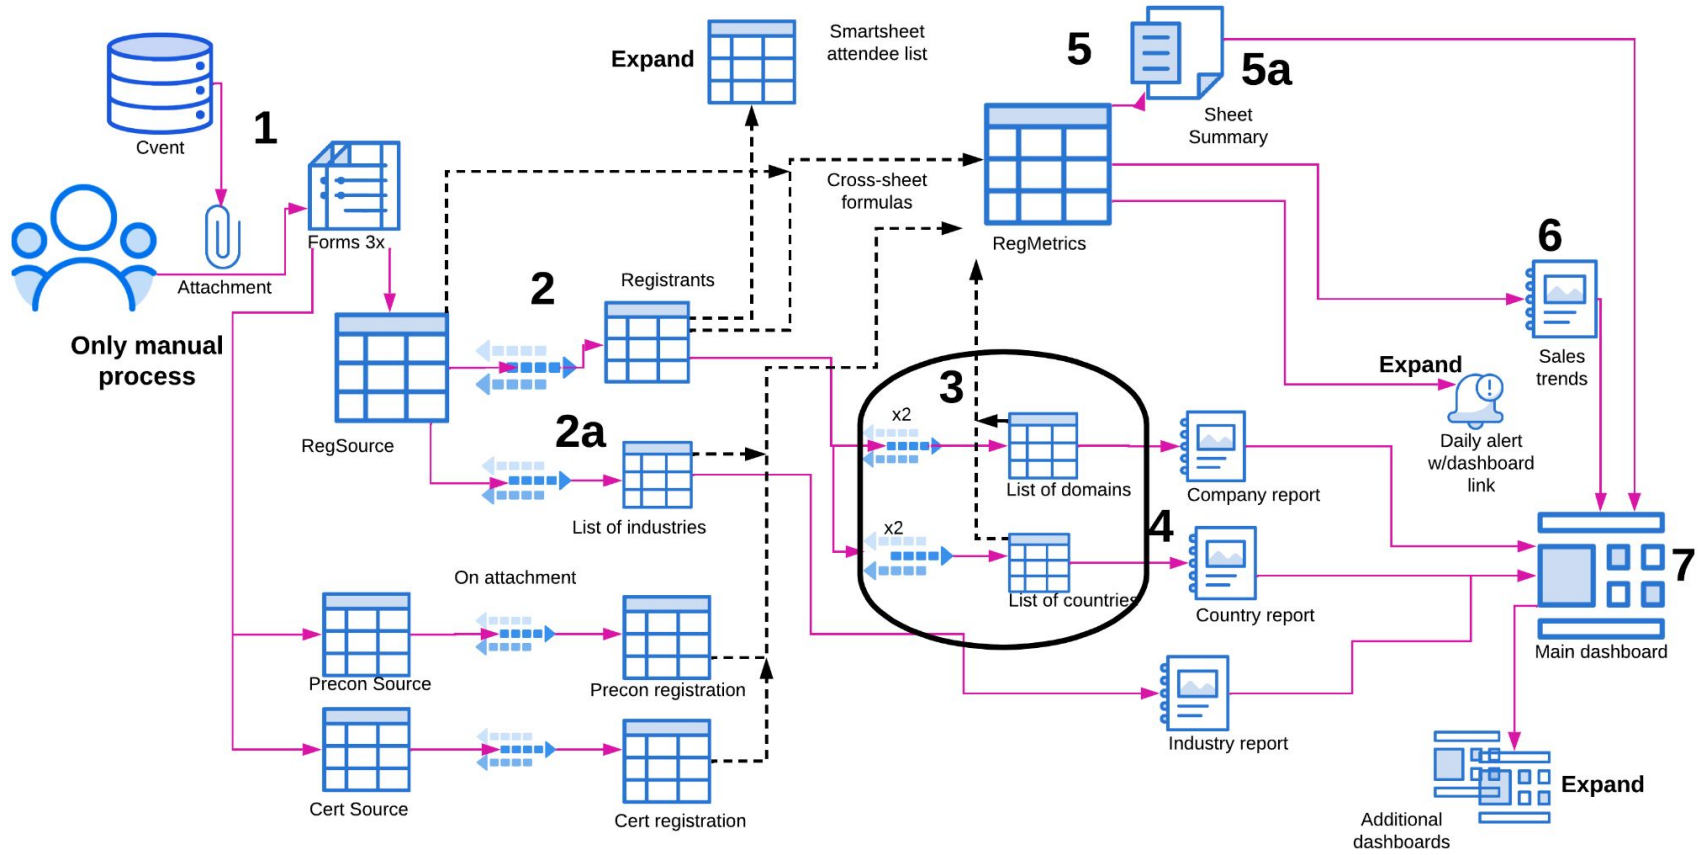 Cvent
1
Attachment
Forms 3x
Only manual
process
Expand
Smartsheet
attendee list
5
5a
Sheet
Summary
Cross-sheet
formulas
RegMetrics
2
Registrants
RegSource
2a
List of industries
3
x2
List of domains
x2
List of countries
4
Company report
Country report
Industry report
6
Sales
trends
Expand
Daily alert
w/dashboard
link
7
Main dashboard
On attachment
Precon Source
Precon registration
Cert Source
Cert registration
Expand
Additional
dashboards